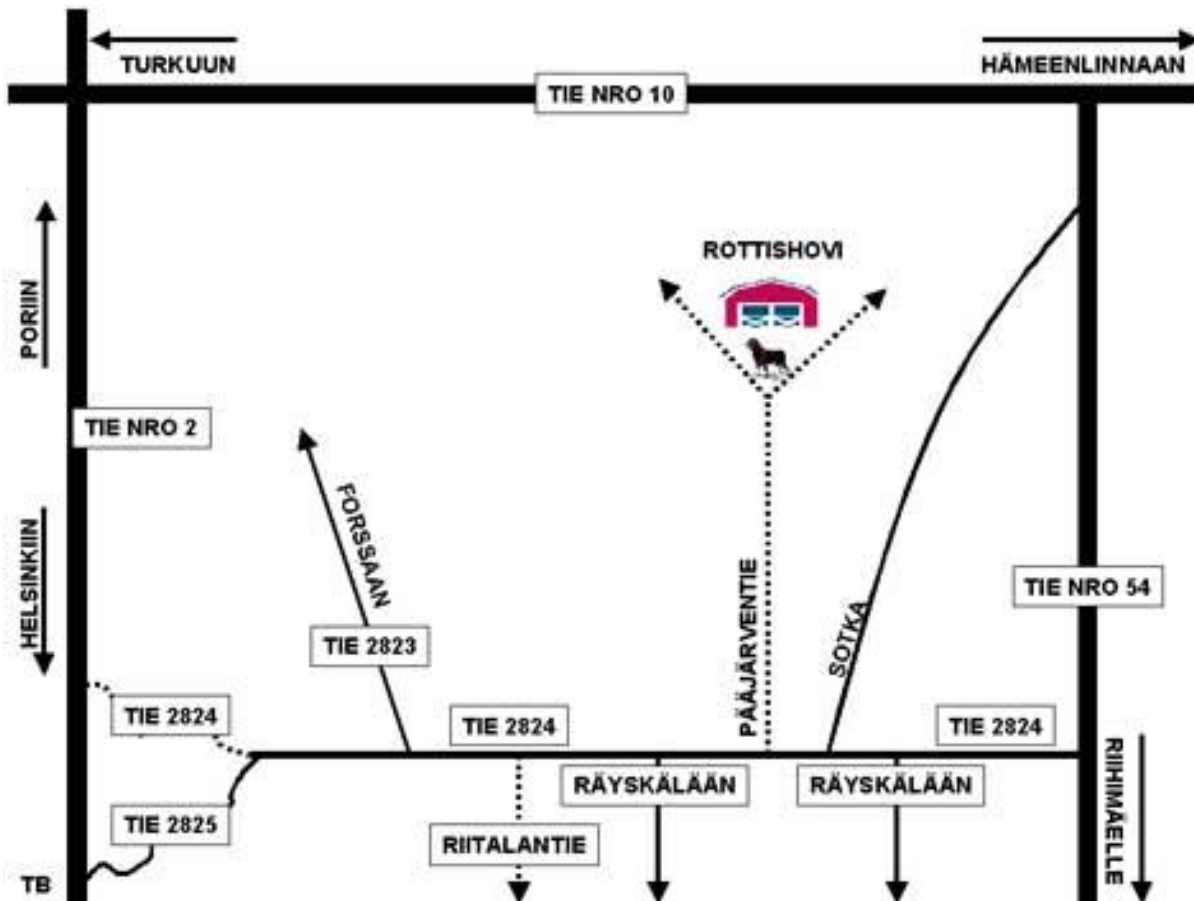 TURKUUN
HÄMEENLINNAAN
TIE NRO 10
PORIIN
ROTTISHOVI
TIE NRO 2
HELSINKIIN
FORSSAAN
TIE 2823
PÄÄJÄRVENTIE
SOTKA
TIE NRO 54
TIE 2824
TIE 2824
TIE 2824
RIIHIMÄELLE
RÄYSKÄLÄÄN
RÄYSKÄLÄÄN
TIE 2825
RIITALANTIE
TB